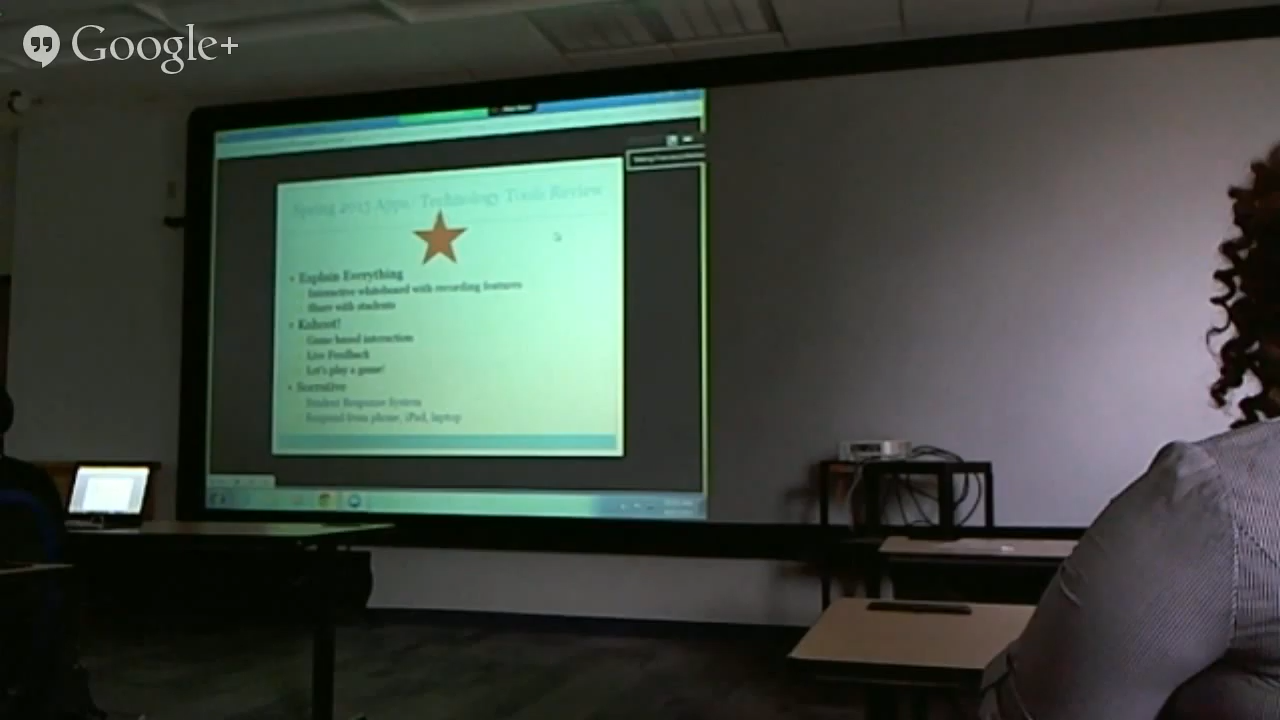 Google+
Spring 2015 Apps/Technology Tools Review
• Explain Everything
Interactive whiteboard with recording features
Share with students
• Kahoot!
Game based interaction
Live Feedback
Let's play a game!
• Socrative
Student Response System
Respond from phone, iPad, laptop